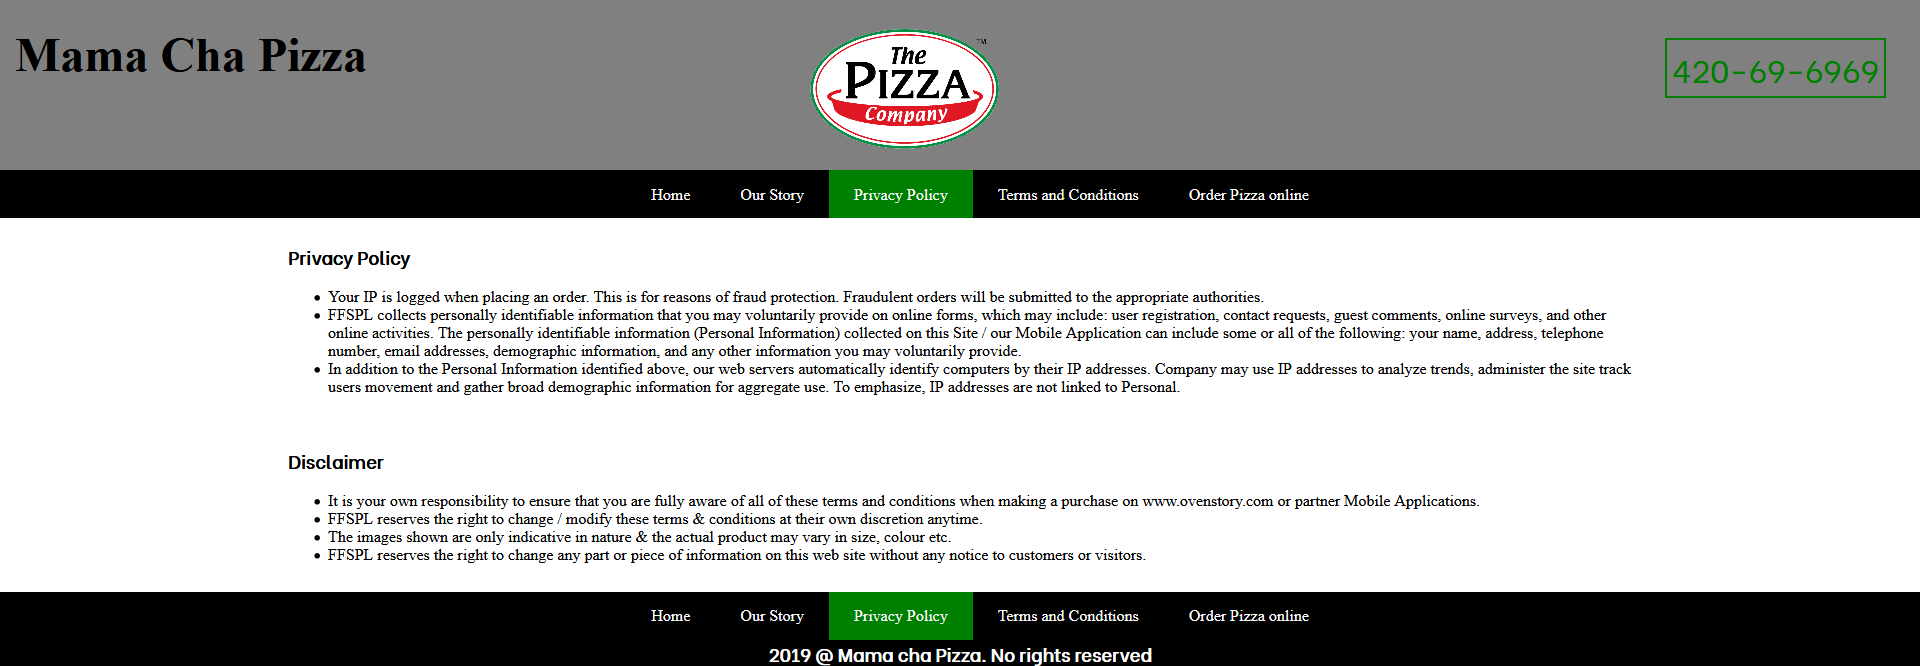 Mama Cha Pizza
The
PIZZA
Company
™
420-69-6969
Home Our Story Privacy Policy Terms and Conditions Order Pizza online
Privacy Policy
• Your IP is logged when placing an order. This is for reasons of fraud protection. Fraudulent orders will be submitted to the appropriate authorities.
• FFSPL collects personally identifiable information that you may voluntarily provide on online forms, which may include: user registration, contact requests, guest comments, online surveys, and other
online activities. The personally identifiable information (Personal Information) collected on this Site / our Mobile Application can include some or all of the following: your name, address, telephone
number, email addresses, demographic information, and any other information you may voluntarily provide.
• In addition to the Personal Information identified above, our web servers automatically identify computers by their IP addresses. Company may use IP addresses to analyze trends, administer the site track
users movement and gather broad demographic information for aggregate use. To emphasize, IP addresses are not linked to Personal.
Disclaimer
• It is your own responsibility to ensure that you are fully aware of all of these terms and conditions when making a purchase on www.ovenstory.com or partner Mobile Applications.
• FFSPL reserves the right to change / modify these terms & conditions at their own discretion anytime.
• The images shown are only indicative in nature & the actual product may vary in size, colour etc.
• FFSPL reserves the right to change any part or piece of information on this web site without any notice to customers or visitors.
Home Our Story Privacy Policy Terms and Conditions Order Pizza online
2019 @ Mama cha Pizza. No rights reserved